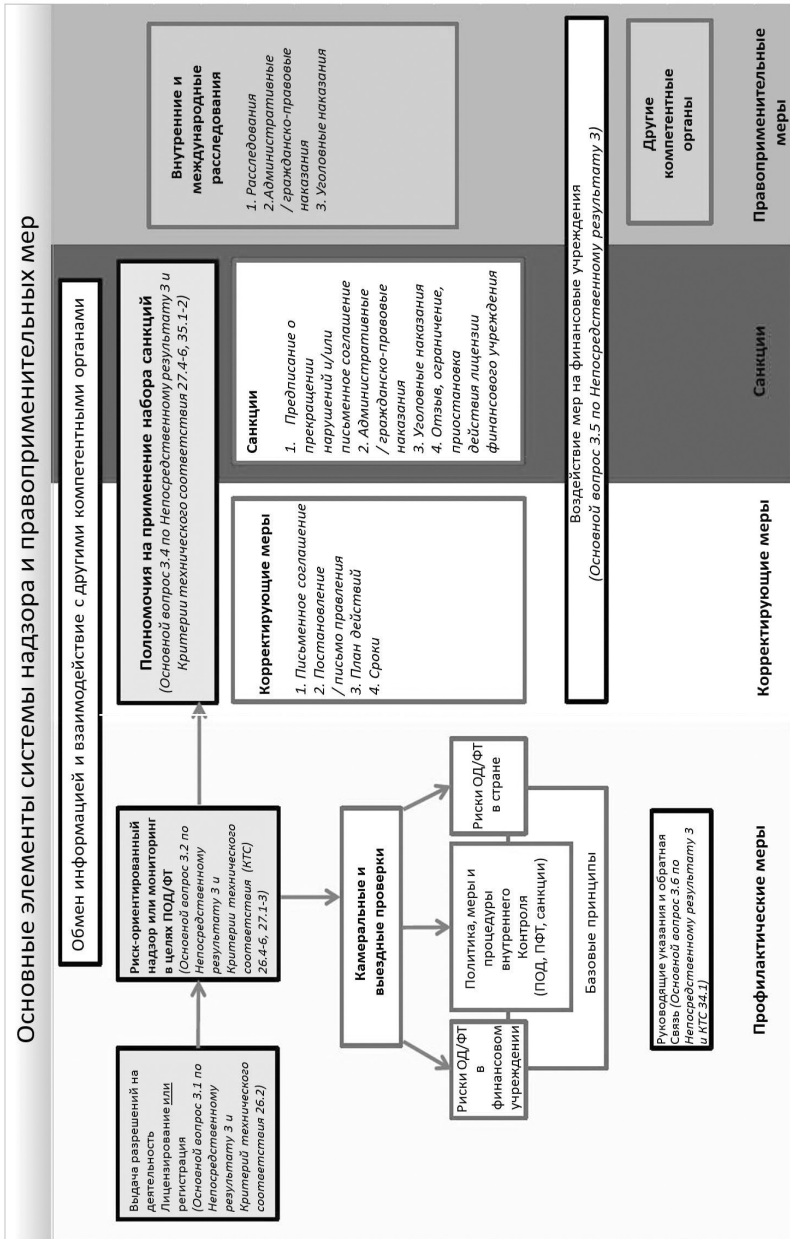 Основные элементы системы надзора и правоприменительных мер
Обмен информацией и взаимодействие с другими компетентными органами
Выдача разрешений на
деятельность
Лицензирование или
регистрация
(Основной вопрос 3.1 по
Непосредственному
результату 3 и
Критерий технического
соответствия 26.2)
Риск-ориентированный
надзор или мониторинг
в целях ПОД/ФТ
(Основной вопрос 3.2 по
Непосредственному
результату 3 и
Критерии технического
соответствия (КТС)
26.4-6, 27.1-3)
Камеральные и
выездные проверки
Риски ОД/ФТ
в
финансовом
учреждении
Политика, меры и
процедуры
внутреннего
Контроля
(ПОД, ПФТ, санкции)
Риски ОД/ФТ
в стране
Базовые принципы
Руководящие указания и обратная
Связь (Основной вопрос 3.6 по
Непосредственному результату 3
и КТС 34.1)
Профилактические меры
Полномочия на применение набора санкций
(Основной вопрос 3.4 по Непосредственному результату 3 и
Критерии технического соответствия 27.4-6, 35.1-2)
Корректирующие меры
1. Письменное соглашение
2. Постановление
/ письмо правления
3. План действий
4. Сроки
Санкции
1. Предписание о
прекращении
нарушений и/или
письменное соглашение
2. Административные
/ гражданско-правовые
наказания
3. Уголовные наказания
4. Отзыв, ограничение,
приостановка
действия лицензии
финансового учреждения
Внутренние и
международные
расследования
1. Расследования
2.Административные
/ гражданско-правовые
наказания
3. Уголовные наказания
Воздействие мер на финансовые учреждения
(Основной вопрос 3.5 по Непосредственному результату 3)
Другие
компетентные
органы
Корректирующие меры
Санкции
Правоприменительные
меры